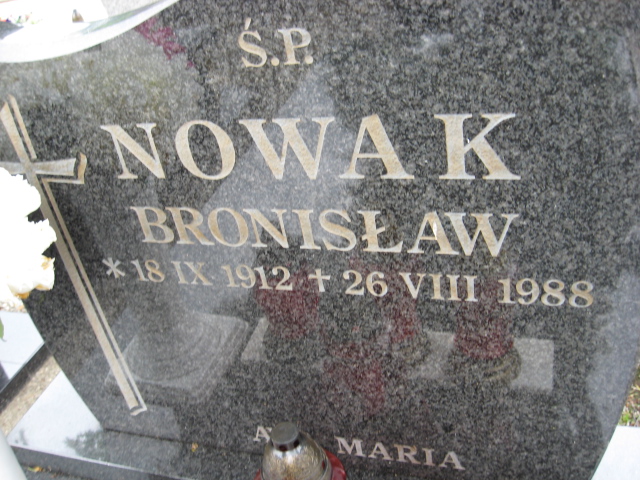 Ś.P.
NOWAK
BRONISŁAW
* 18 IX 1912 + 26 VIII 1988
MARIA